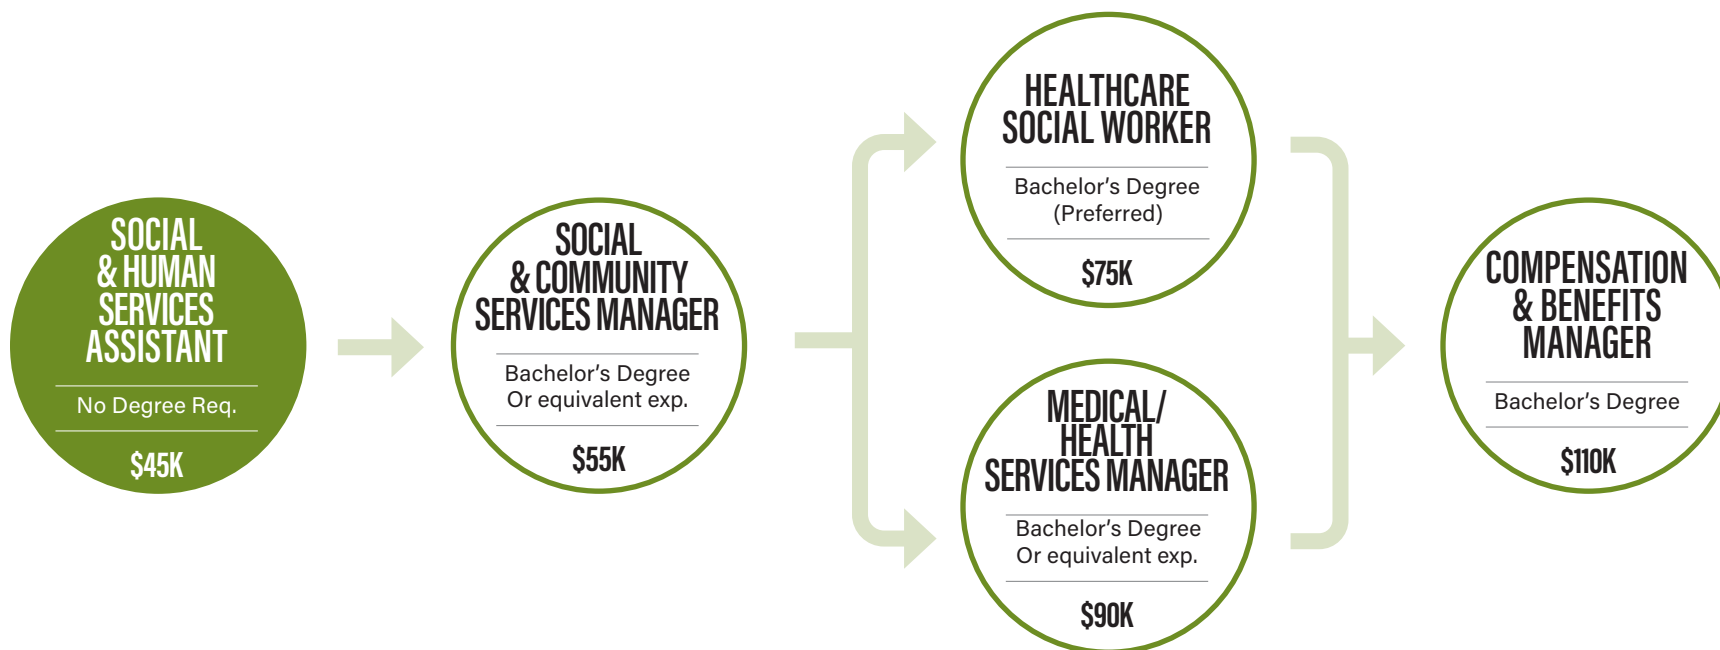 SOCIAL
& HUMAN
SERVICES
ASSISTANT
No Degree Req.
$45K
SOCIAL
& COMMUNITY
SERVICES MANAGER
Bachelor’s Degree
Or equivalent exp.
$55K
HEALTHCARE
SOCIAL WORKER
Bachelor’s Degree
(Preferred)
$75K
MEDICAL/
HEALTH
SERVICES MANAGER
Bachelor’s Degree
Or equivalent exp.
$90K
COMPENSATION
& BENEFITS
MANAGER
Bachelor’s Degree
$110K